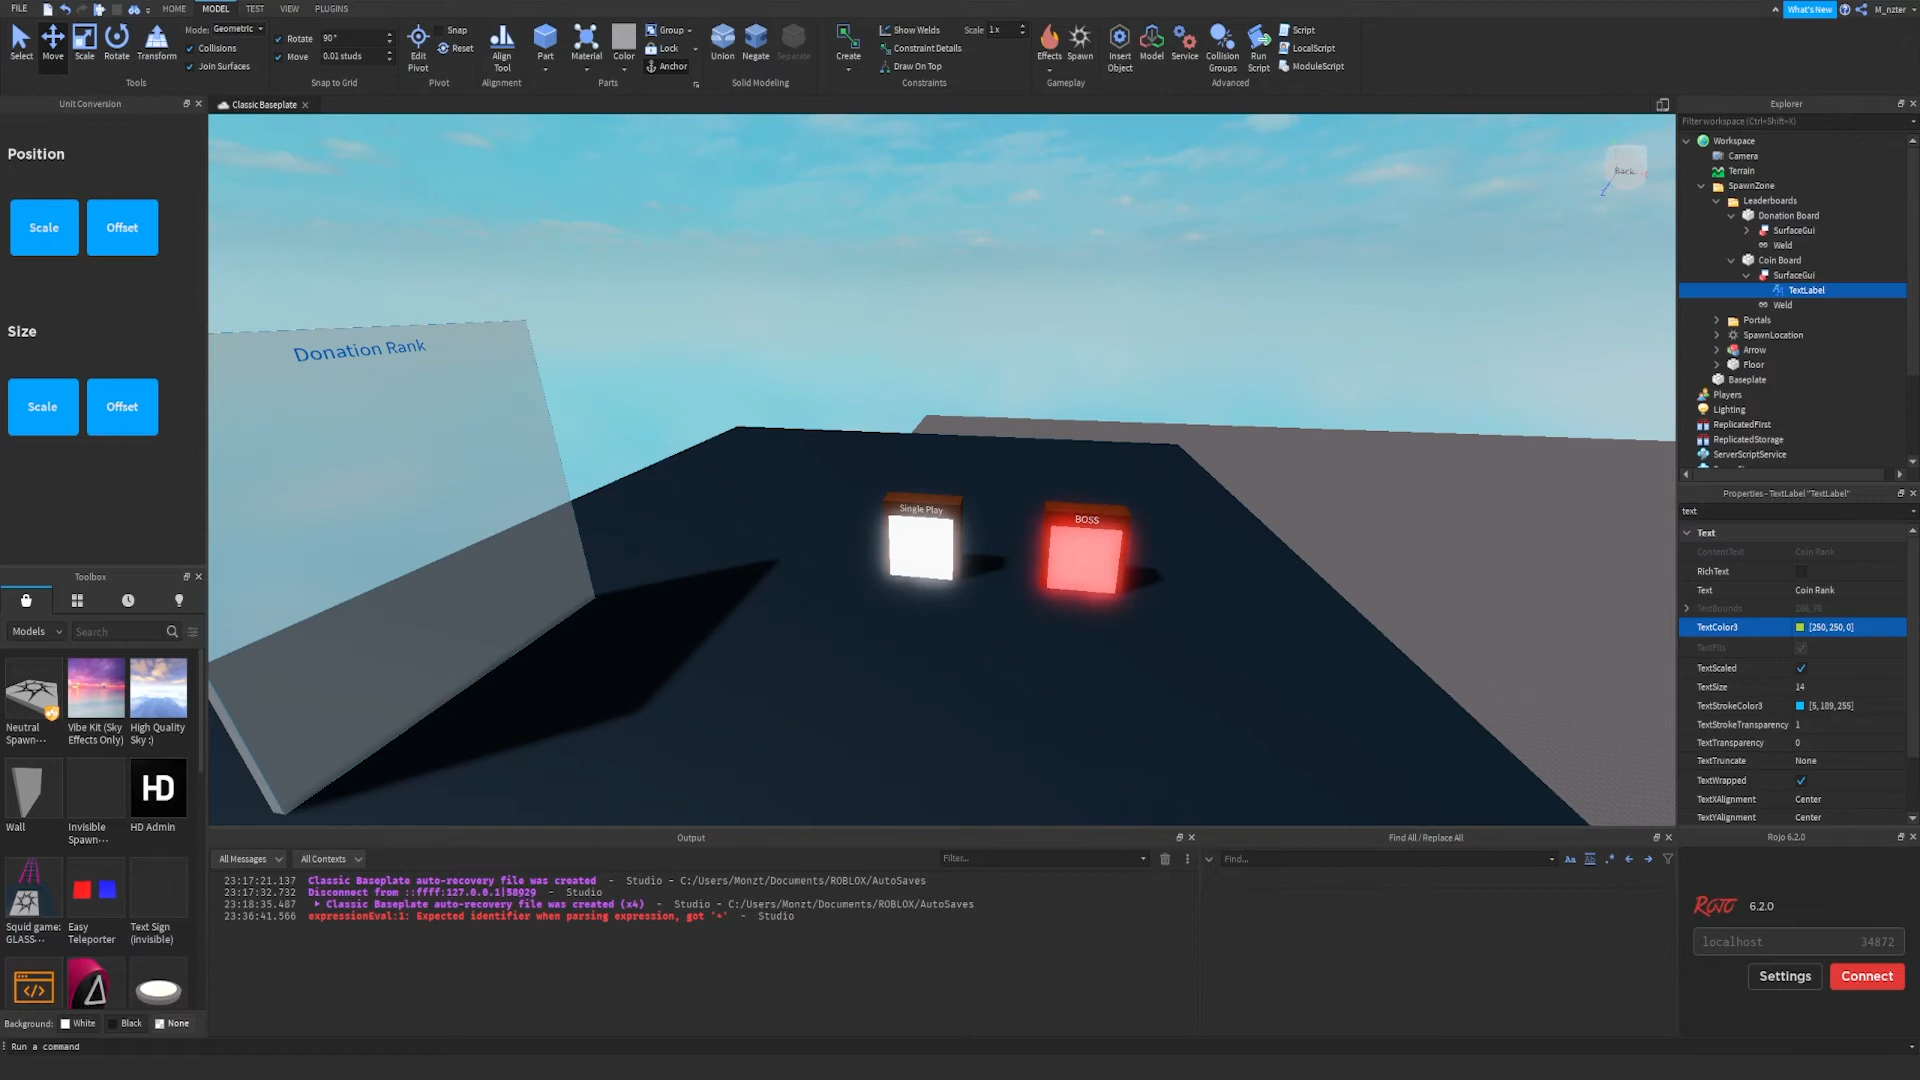 FILE HOME MODEL TEST VIEW PLUGINS What's New M_nzter
Select Move Scale Rotate Transform
Mode: Geometric
Collisions
Join Surfaces
Tools
Rotate 90°
Move 0.01 studs
Snap to Grid
Edit Pivot Snap Reset
Pivot
Align Tool
Alignment
Part Material Color Group Lock Anchor
Parts
Union Negate Separate
Solid Modeling
Create Show Welds Scale 1x
Constraint Details
Draw On Top
Constraints
Effects Spawn
Gameplay
Insert Object Model Service Collision Groups Run Script
Script
LocalScript
ModuleScript
Advanced
Unit Conversion
Position
Scale Offset
Size
Scale Offset
Classic Baseplate
Back
Z
Donation Rank
Single Play
BOSS
Explorer
Filter workspace (Ctrl+Shift+X)
Workspace
Camera
Terrain
SpawnZone
Leaderboards
Donation Board
SurfaceGui
Weld
Coin Board
SurfaceGui
TextLabel
Weld
Portals
SpawnLocation
Arrow
Floor
Baseplate
Players
Lighting
ReplicatedFirst
ReplicatedStorage
ServerScriptService
Properties - TextLabel "TextLabel"
text
Text
ContentText Coin Rank
RichText
Text Coin Rank
TextBounds 266, 78
TextColor3 [250, 250, 0]
TextFits
TextScaled
TextSize 14
TextStrokeColor3 [5, 189, 255]
TextStrokeTransparency 1
TextTransparency 0
TextTruncate None
TextWrapped
TextXAlignment Center
TextYAlignment Center
Toolbox
Models Search
Neutral Spawn...
Vibe Kit (Sky Effects Only)
High Quality Sky :)
Wall
Invisible Spawn...
HD
HD Admin
Squid game: GLASS...
Easy Teleporter
Text Sign (invisible)
Background: White Black None
Run a command
Output
All Messages All Contexts Filter...
23:17:21.137 Classic Baseplate auto-recovery file was created - Studio - C:/Users/Monzt/Documents/ROBLOX/AutoSaves
23:17:32.732 Disconnect from ::ffff:127.0.0.1|58929 - Studio
23:18:35.487 Classic Baseplate auto-recovery file was created (x4) - Studio - C:/Users/Monzt/Documents/ROBLOX/AutoSaves
23:36:41.566 expressionEval:1: Expected identifier when parsing expression, got '*' - Studio
Find All / Replace All
Find... Aa Ab .*
Rojo 6.2.0
ROJO 6.2.0
localhost 34872
Settings Connect